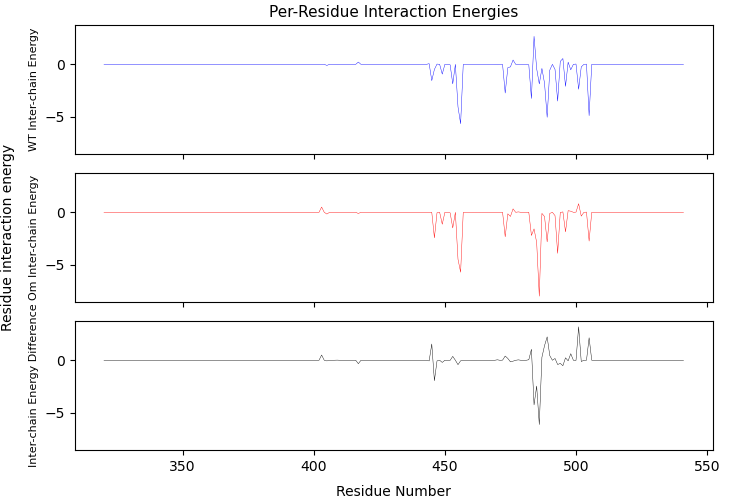 Per-Residue Interaction Energies
Residue interaction energy
WT Inter-chain Energy
0
−5
Om Inter-chain Energy
0
−5
Inter-chain Energy Difference
0
−5
350
400
450
500
550
Residue Number